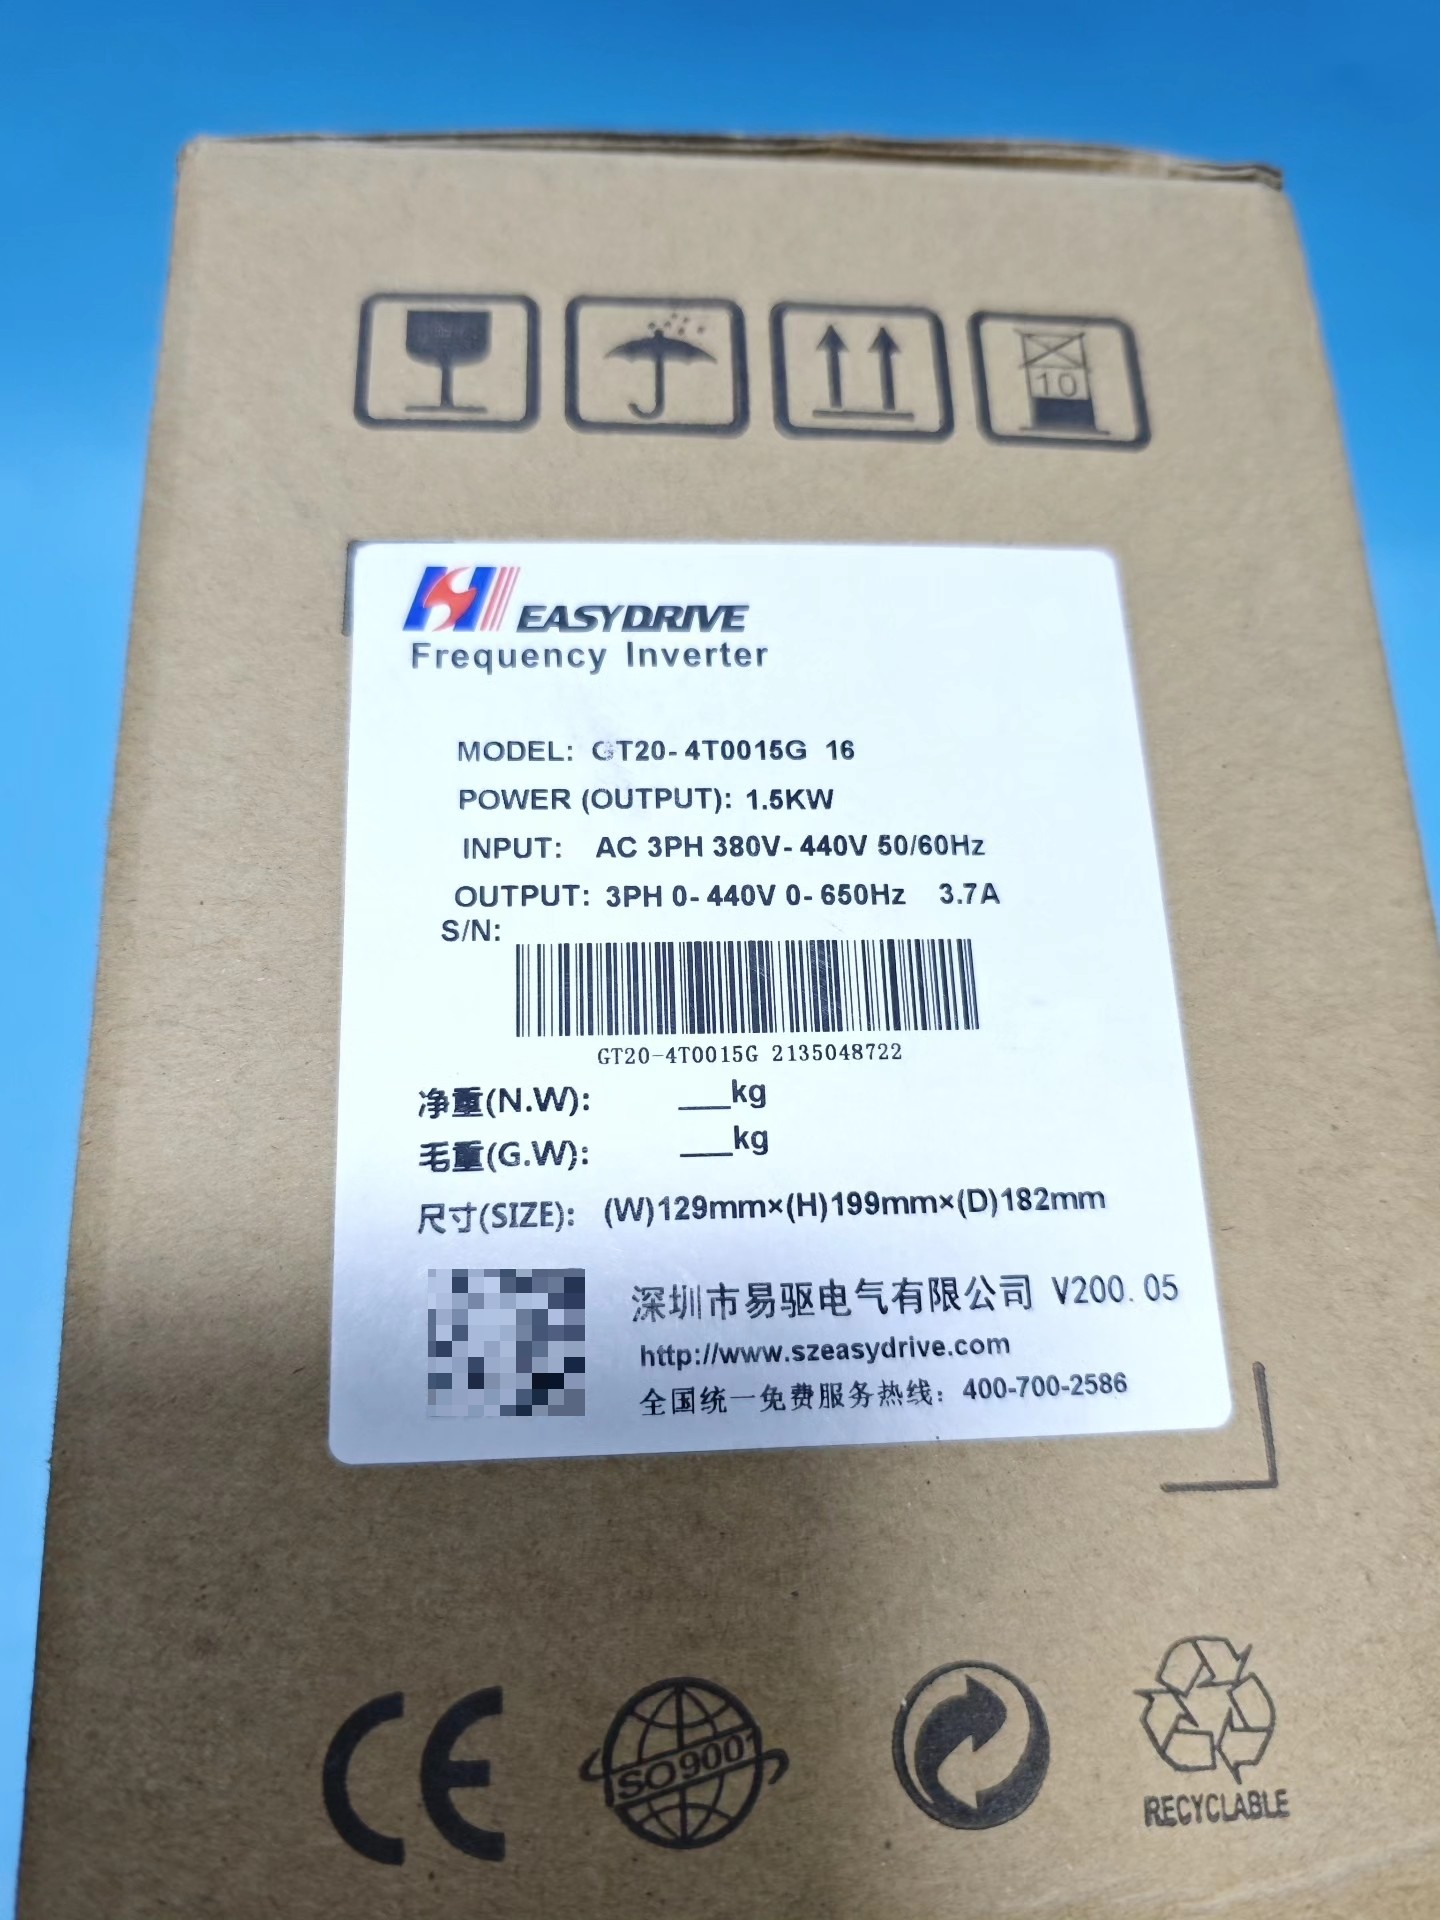 10
EASYDRIVE
Frequency Inverter
MODEL: GT20-4T0015G 16
POWER (OUTPUT): 1.5KW
INPUT: AC 3PH 380V-440V 50/60Hz
OUTPUT: 3PH 0-440V 0-650Hz 3.7A
S/N:
GT20-4T0015G 2135048722
净重(N.W): ___kg
毛重(G.W): ___kg
尺寸(SIZE): (W)129mm×(H)199mm×(D)182mm
深圳市易驱电气有限公司 V200.05
http://www.szeasydrive.com
全国统一免费服务热线：400-700-2586
CE
ISO9001
RECYCLABLE